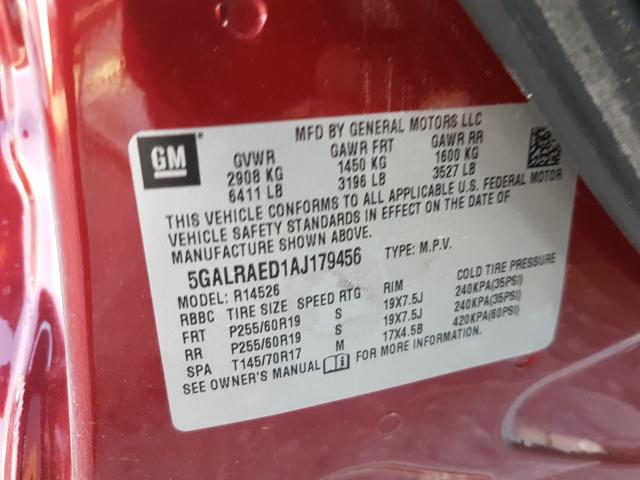 MFD BY GENERAL MOTORS LLC
GM
GVWR GAWR FRT GAWR RR
2908 KG 1450 KG 1600 KG
6411 LB 3196 LB 3527 LB
THIS VEHICLE CONFORMS TO ALL APPLICABLE U.S. FEDERAL MOTOR
VEHICLE SAFETY STANDARDS IN EFFECT ON THE DATE OF
MANUFACTURE SHOWN ABOVE.
5GALRAED1AJ179456 TYPE: M.P.V.
MODEL: R14526
RBBC TIRE SIZE SPEED RTG RIM COLD TIRE PRESSURE
FRT P255/60R19 S 19X7.5J 240KPA(35PSI)
RR P255/60R19 S 19X7.5J 240KPA(35PSI)
SPA T145/70R17 M 17X4.5B 420KPA(60PSI)
SEE OWNER'S MANUAL FOR MORE INFORMATION.